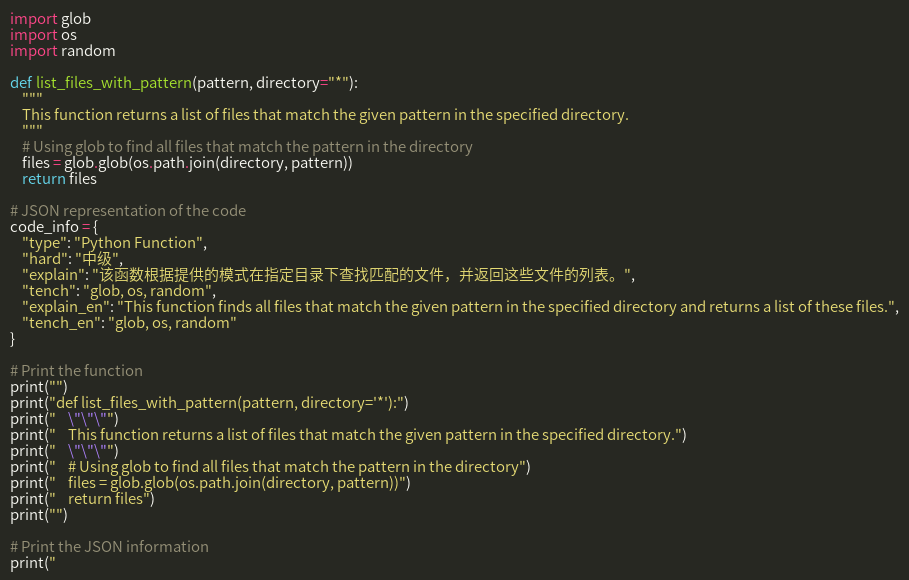 import glob
import os
import random

def list_files_with_pattern(pattern, directory="*"):
    """
    This function returns a list of files that match the given pattern in the specified directory.
    """
    # Using glob to find all files that match the pattern in the directory
    files = glob.glob(os.path.join(directory, pattern))
    return files

# JSON representation of the code
code_info = {
    "type": "Python Function",
    "hard": "中级",
    "explain": "该函数根据提供的模式在指定目录下查找匹配的文件，并返回这些文件的列表。",
    "tench": "glob, os, random",
    "explain_en": "This function finds all files that match the given pattern in the specified directory and returns a list of these files.",
    "tench_en": "glob, os, random"
}

# Print the function
print("")
print("def list_files_with_pattern(pattern, directory='*'):")
print("    \"\"\"")
print("    This function returns a list of files that match the given pattern in the specified directory.")
print("    \"\"\"")
print("    # Using glob to find all files that match the pattern in the directory")
print("    files = glob.glob(os.path.join(directory, pattern))")
print("    return files")
print("")

# Print the JSON information
print("